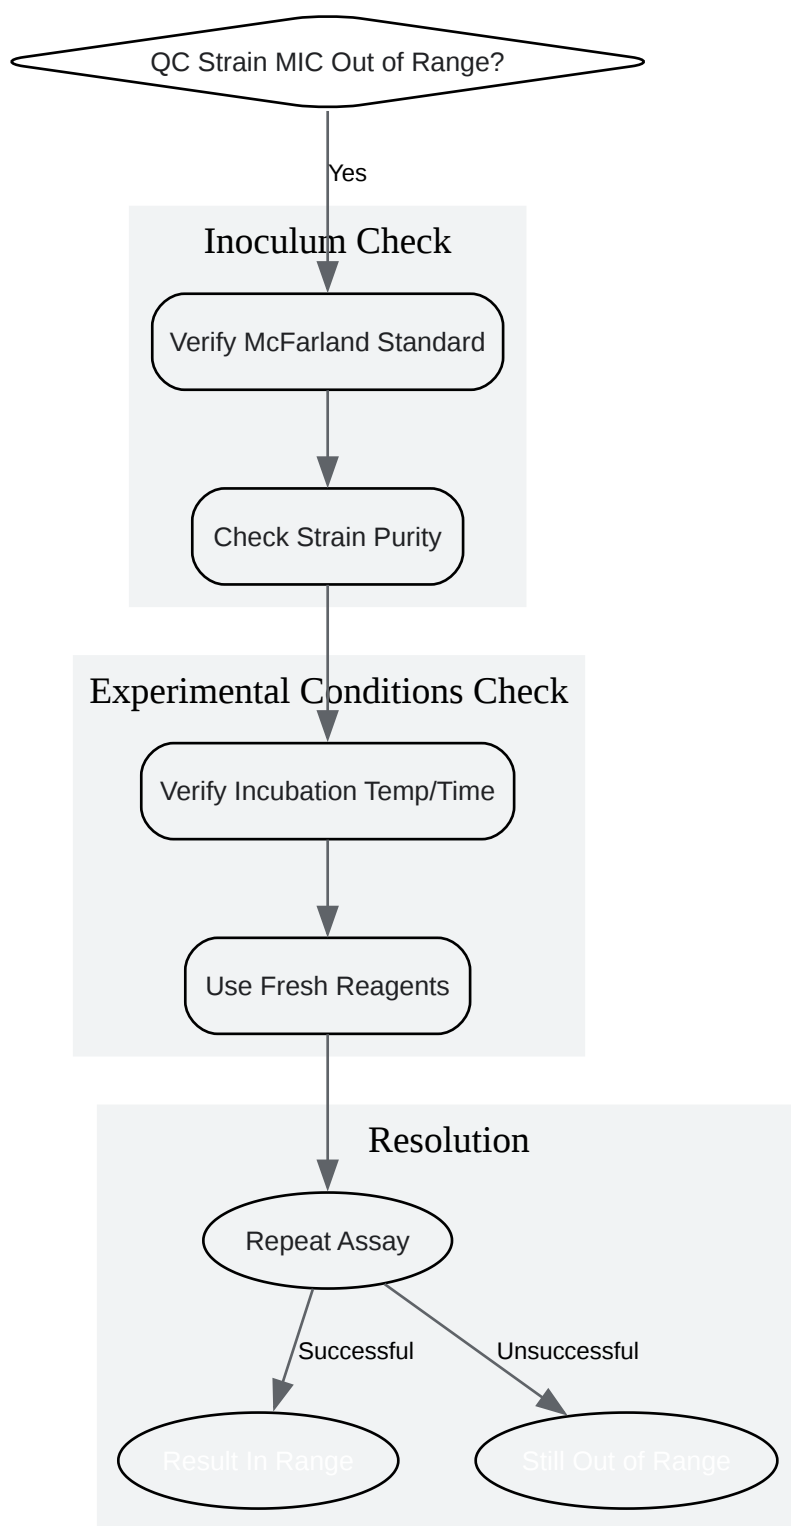 QC Strain MIC Out of Range?
Yes
Inoculum Check
Verify McFarland Standard
Check Strain Purity
Experimental Conditions Check
Verify Incubation Temp/Time
Use Fresh Reagents
Resolution
Repeat Assay
Successful
Unsuccessful
Result In Range
Still Out of Range